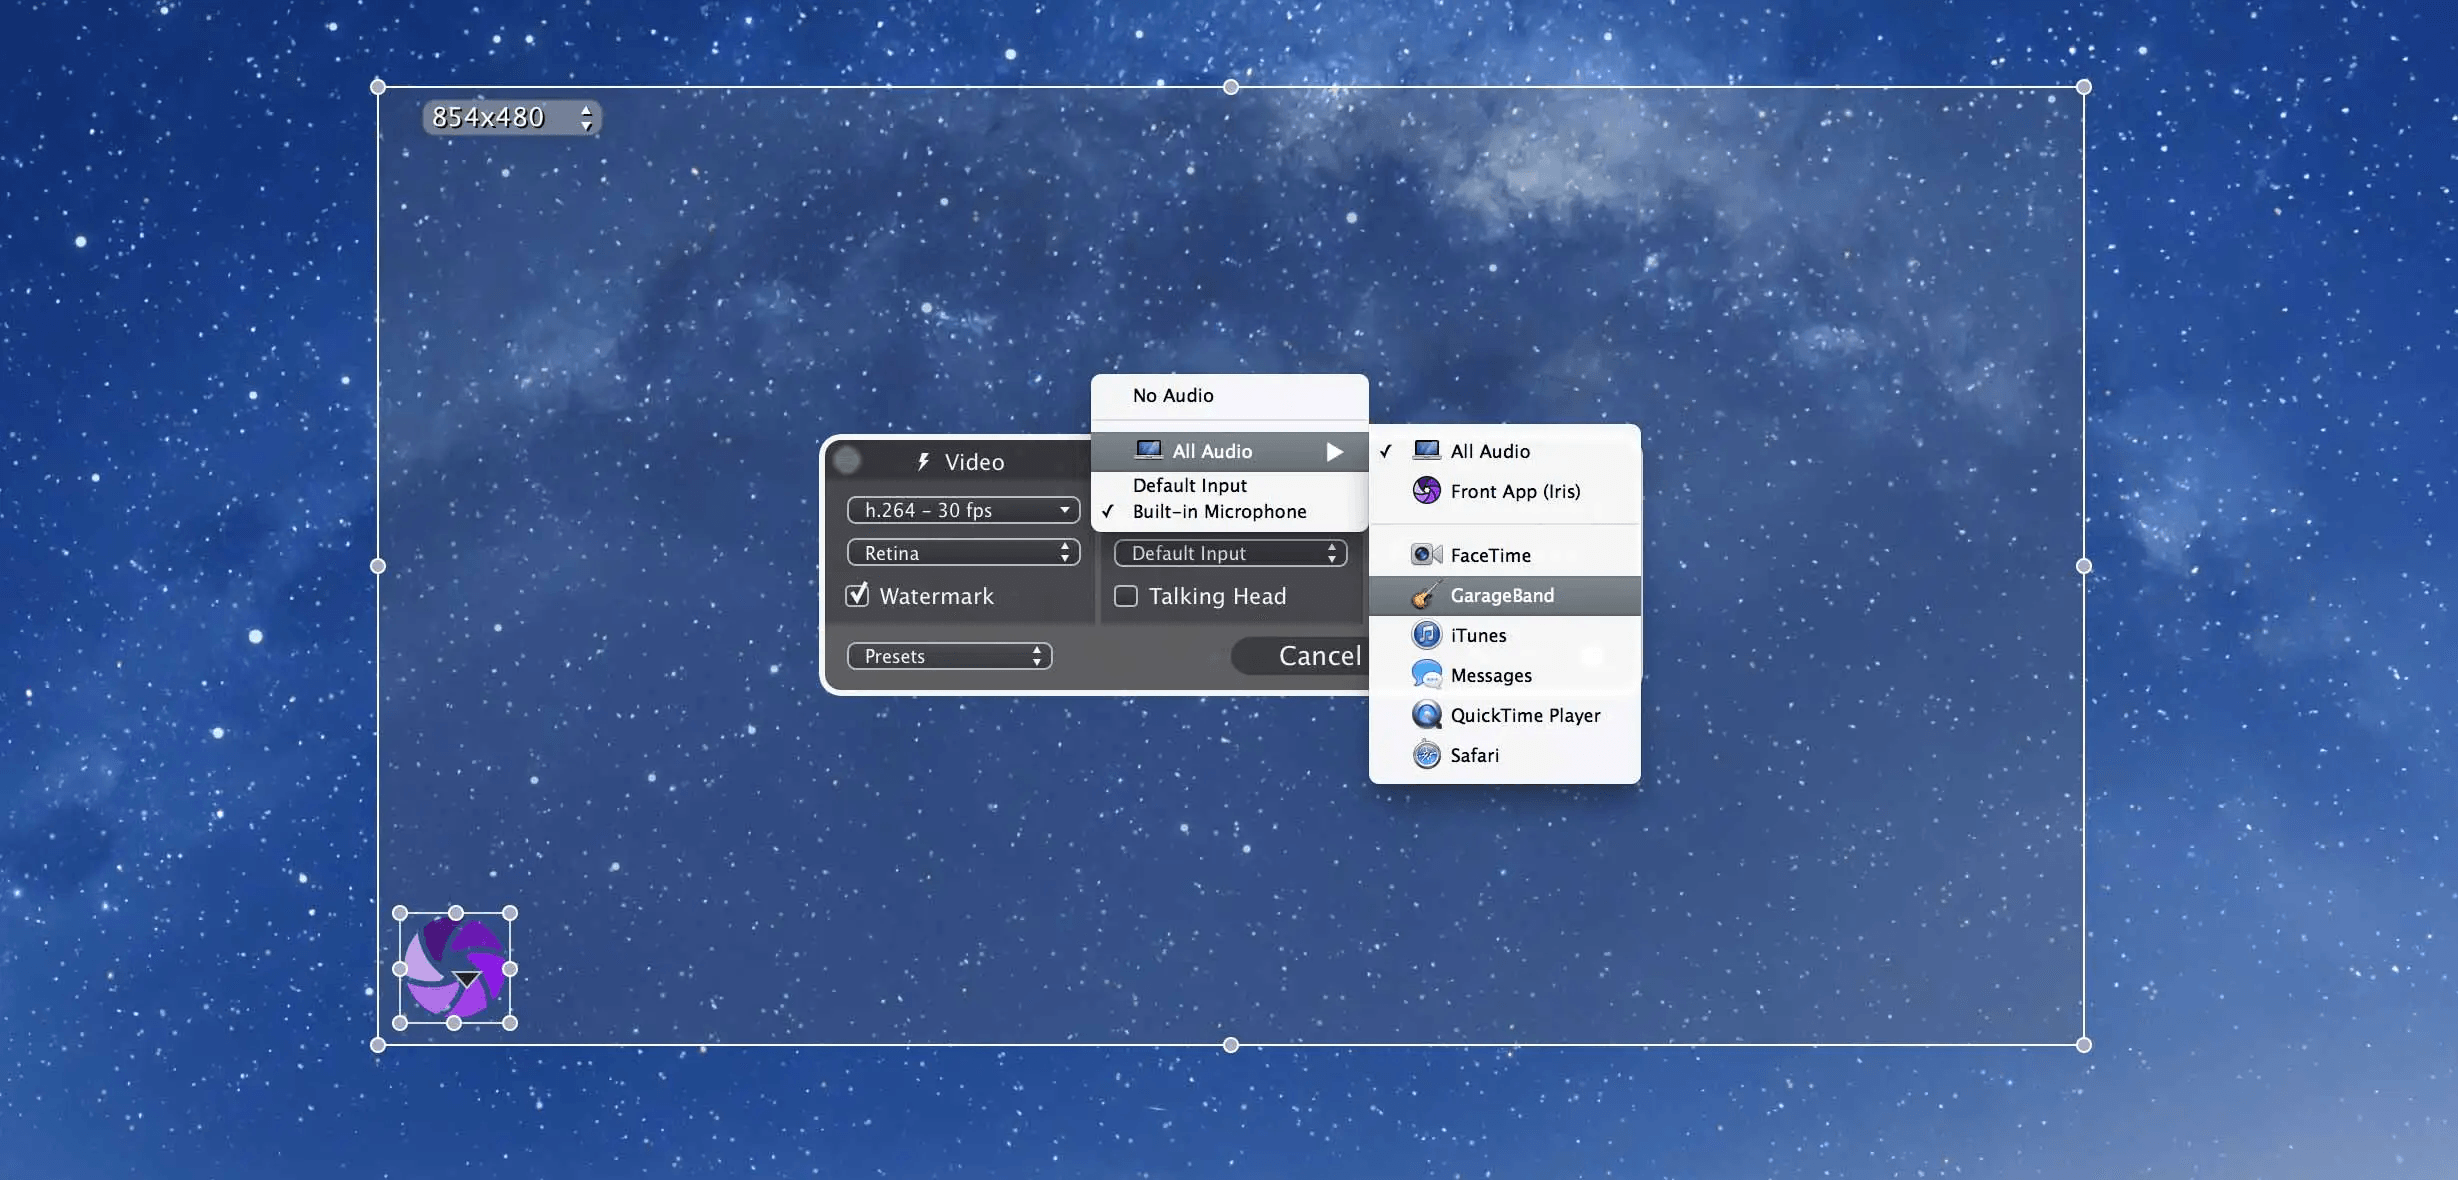 854x480
No Audio
All Audio
Default Input
Built-in Microphone
All Audio
Front App (Iris)
FaceTime
GarageBand
iTunes
Messages
QuickTime Player
Safari
Video
h.264 – 30 fps
Retina
Default Input
Watermark
Talking Head
Presets
Cancel